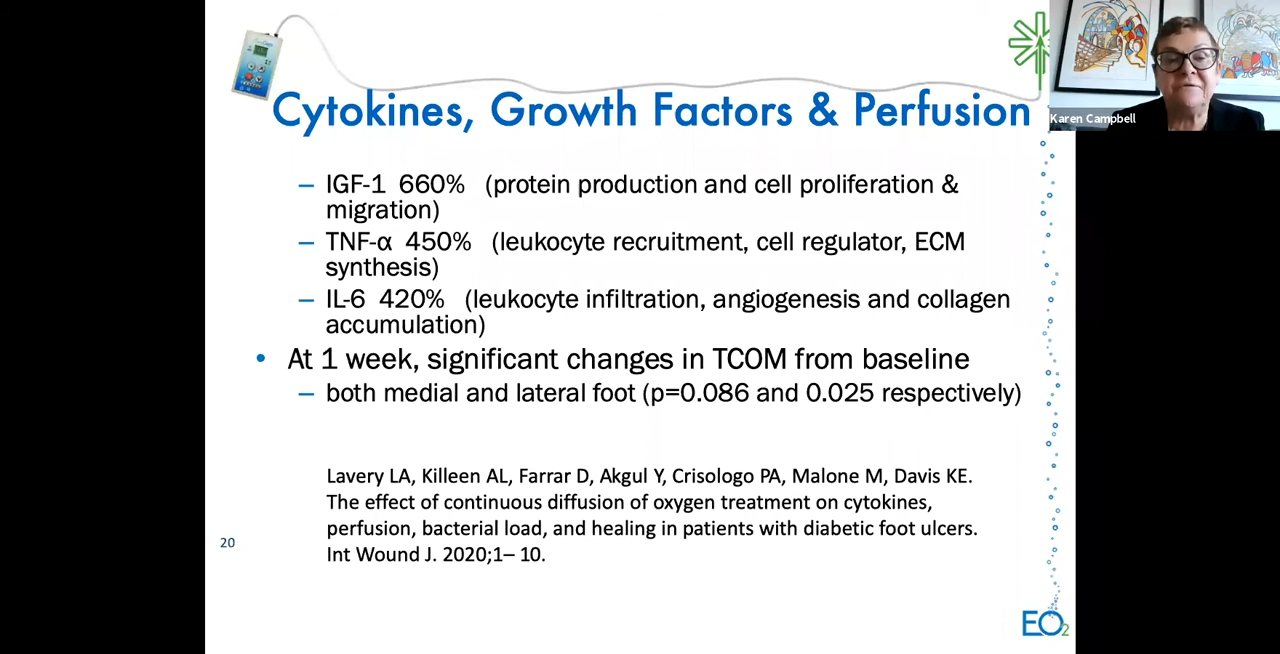 Cytokines, Growth Factors & Perfusion
Karen Campbell
– IGF-1 660% (protein production and cell proliferation &
migration)
– TNF-α 450% (leukocyte recruitment, cell regulator, ECM
synthesis)
– IL-6 420% (leukocyte infiltration, angiogenesis and collagen
accumulation)
• At 1 week, significant changes in TCOM from baseline
– both medial and lateral foot (p=0.086 and 0.025 respectively)
Lavery LA, Killeen AL, Farrar D, Akgul Y, Crisologo PA, Malone M, Davis KE.
The effect of continuous diffusion of oxygen treatment on cytokines,
perfusion, bacterial load, and healing in patients with diabetic foot ulcers.
Int Wound J. 2020;1– 10.
20
EO2